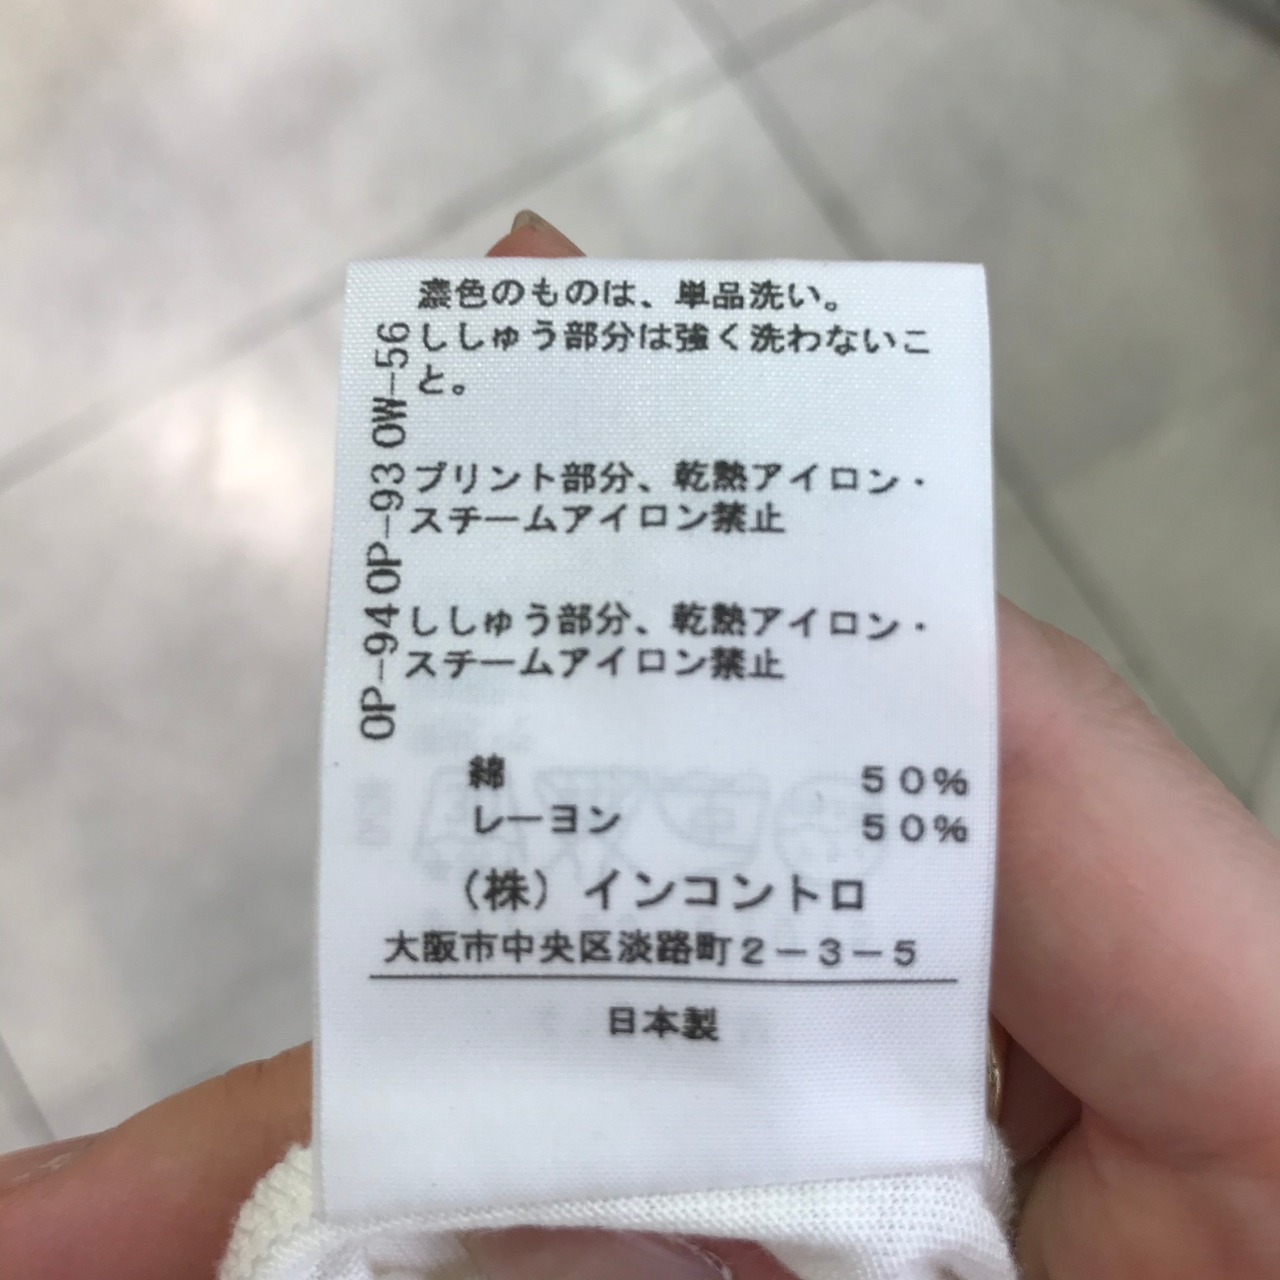 濃色のものは、単品洗い。
ししゅう部分は強く洗わないこ
と。
プリント部分、乾熱アイロン・
スチームアイロン禁止
ししゅう部分、乾熱アイロン・
スチームアイロン禁止
OP-94OP-93OW-56
綿 50%
レーヨン 50%
(株)インコントロ
大阪市中央区淡路町2-3-5
日本製